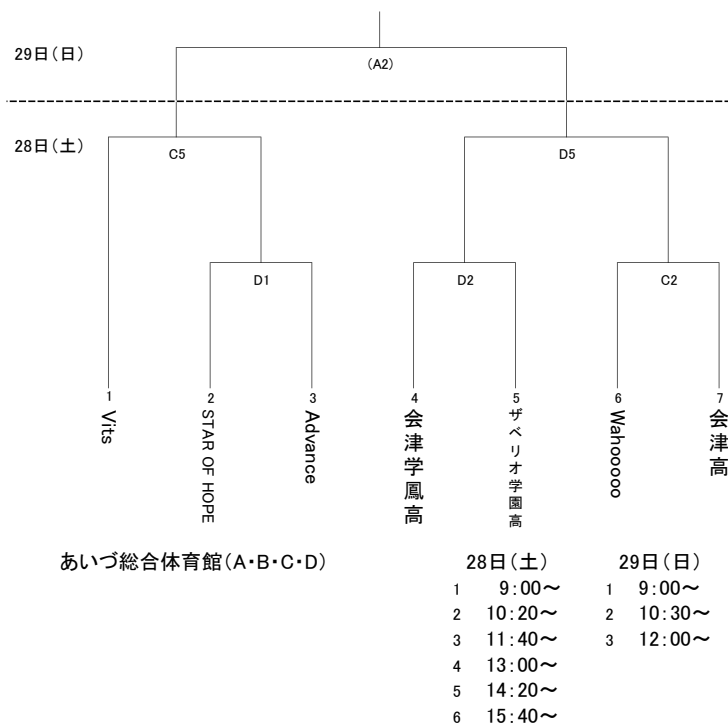 29日(日)
(A2)
28日(土)
C5
D5
D1
D2
C2
1
2
3
4
5
6
7
Vits
STAR OF HOPE
Advance
会津学鳳高
ザベリオ学園高
Wahooooo
会津高
あいづ総合体育館(A・B・C・D)
28日(土)
29日(日)
1 9:00~ 1 9:00~
2 10:20~ 2 10:30~
3 11:40~ 3 12:00~
4 13:00~
5 14:20~
6 15:40~